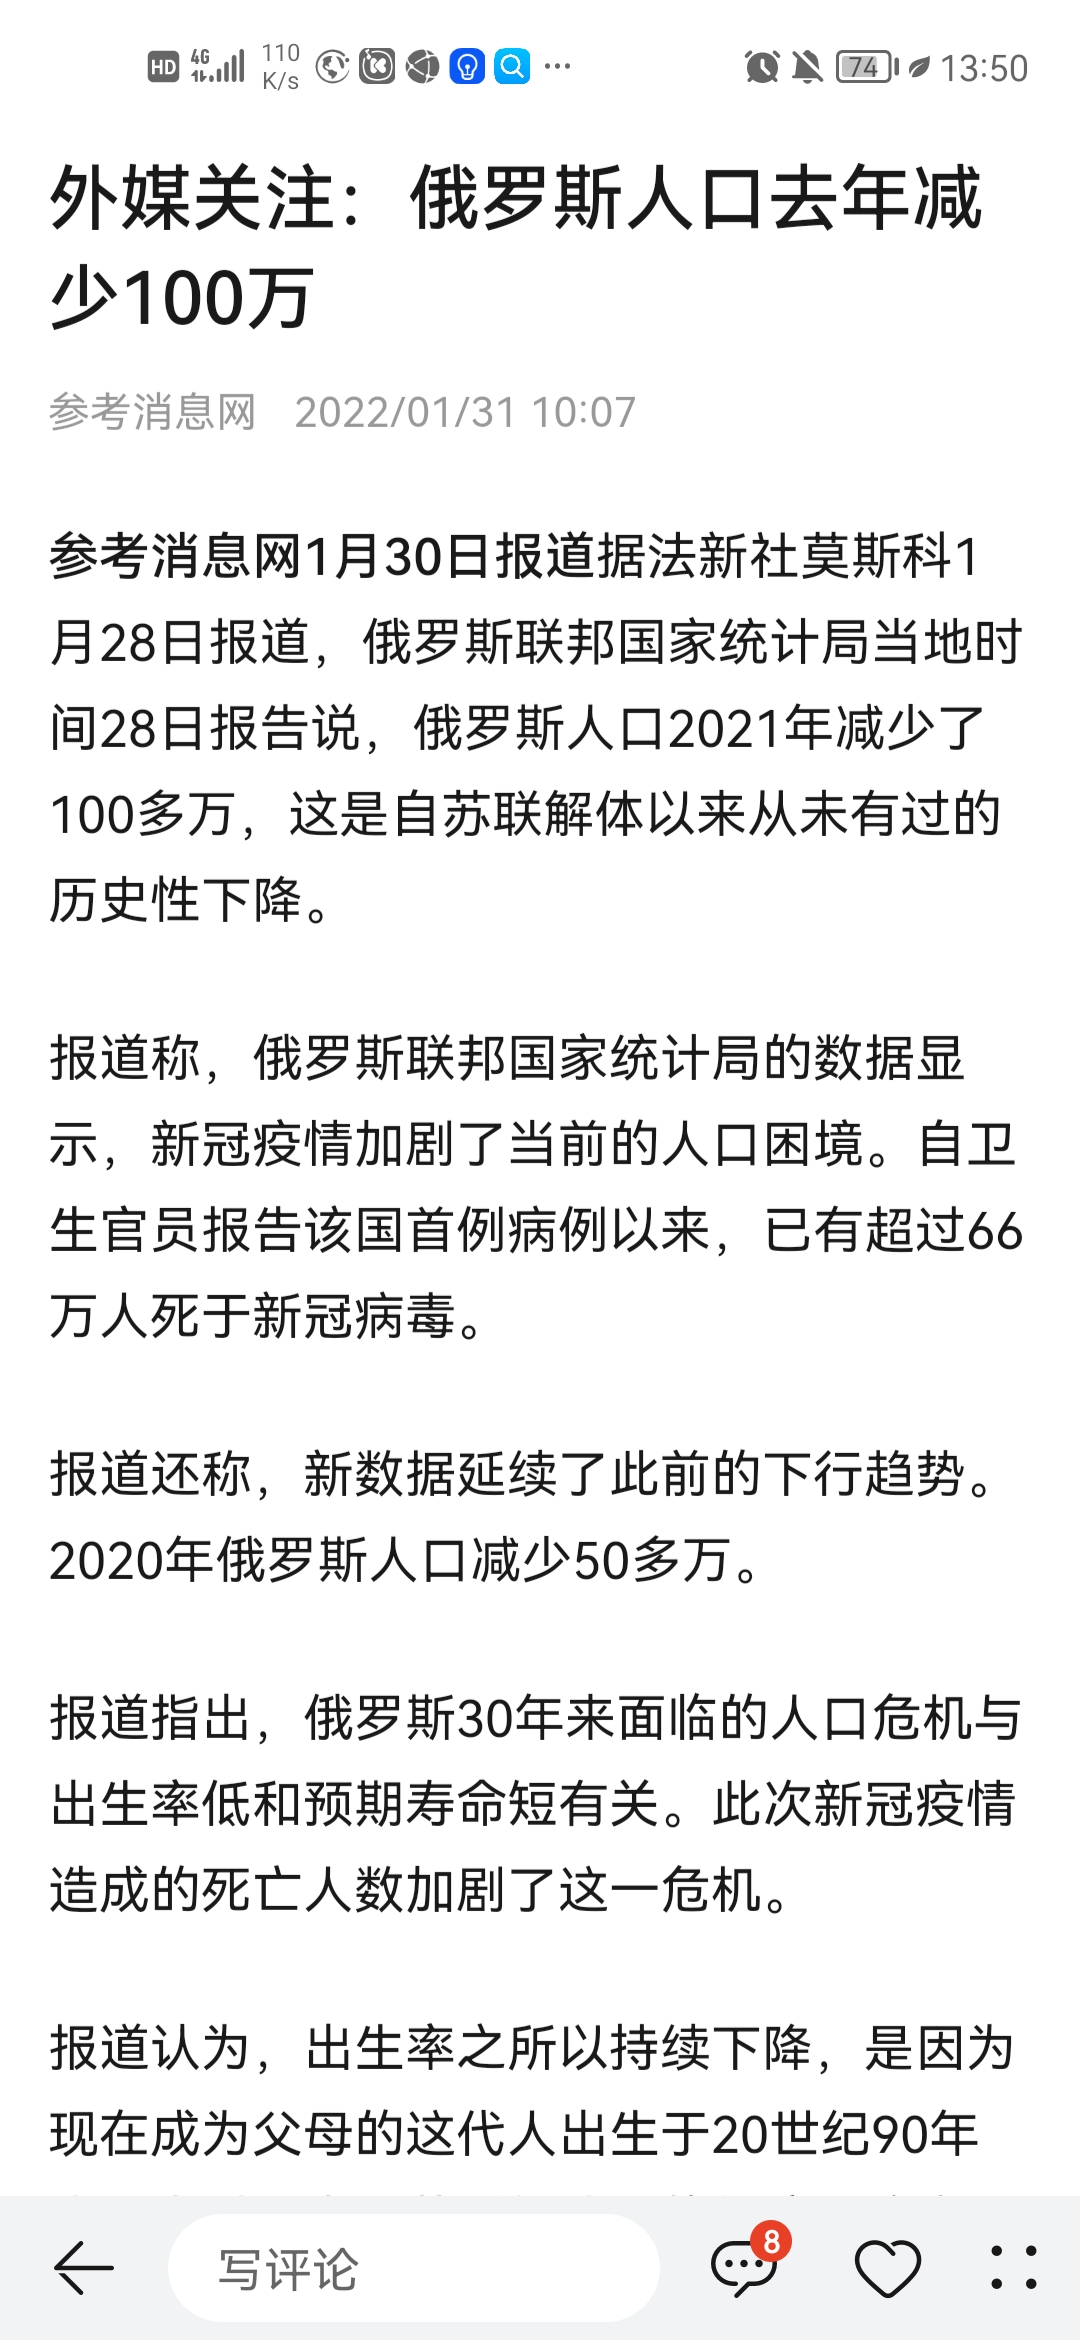 HD 4G 110 K/s 74 13:50
外媒关注：俄罗斯人口去年减
少100万
参考消息网 2022/01/31 10:07
参考消息网1月30日报道据法新社莫斯科1
月28日报道，俄罗斯联邦国家统计局当地时
间28日报告说，俄罗斯人口2021年减少了
100多万，这是自苏联解体以来从未有过的
历史性下降。
报道称，俄罗斯联邦国家统计局的数据显
示，新冠疫情加剧了当前的人口困境。自卫
生官员报告该国首例病例以来，已有超过66
万人死于新冠病毒。
报道还称，新数据延续了此前的下行趋势。
2020年俄罗斯人口减少50多万。
报道指出，俄罗斯30年来面临的人口危机与
出生率低和预期寿命短有关。此次新冠疫情
造成的死亡人数加剧了这一危机。
报道认为，出生率之所以持续下降，是因为
现在成为父母的这代人出生于20世纪90年
写评论 8